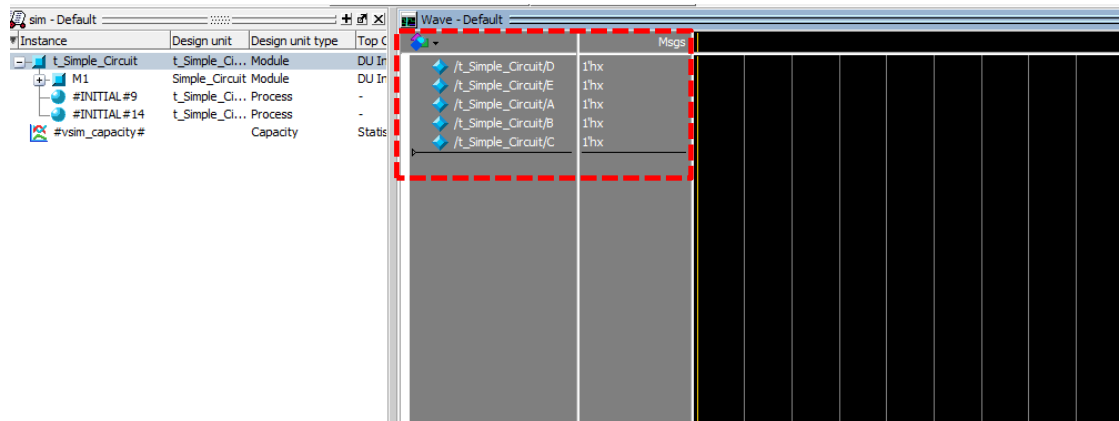 sim - Default
Instance Design unit Design unit type Top C
t_Simple_Circuit t_Simple_Ci... Module DU Ir
M1 Simple_Circuit Module DU Ir
#INITIAL#9 t_Simple_Ci... Process -
#INITIAL#14 t_Simple_Ci... Process -
#vsim_capacity# Capacity Statis
Wave - Default
Msgs
/t_Simple_Circuit/D 1'hx
/t_Simple_Circuit/E 1'hx
/t_Simple_Circuit/A 1'hx
/t_Simple_Circuit/B 1'hx
/t_Simple_Circuit/C 1'hx